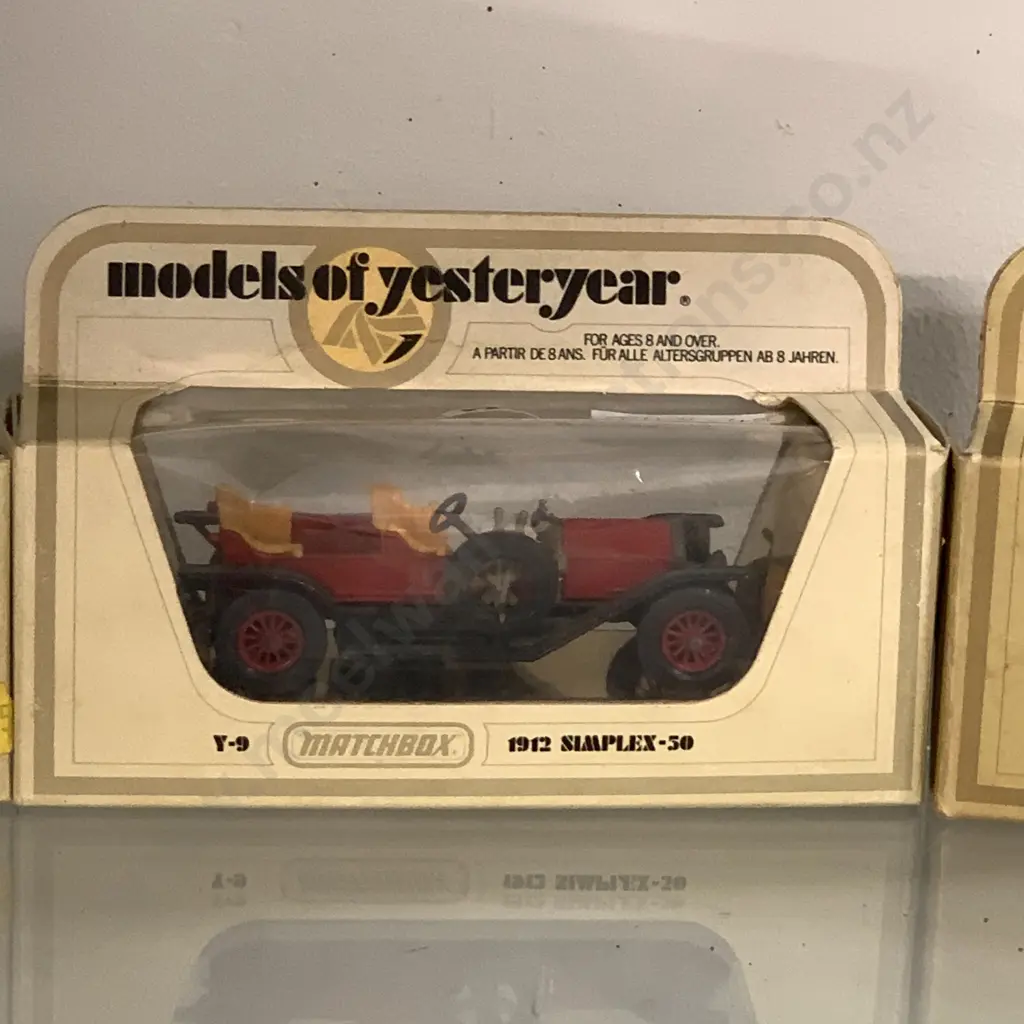 models of yesteryear®
FOR AGES 8 AND OVER.
A PARTIR DE 8 ANS. FÜR ALLE ALTERSGRUPPEN AB 8 JAHREN.
Y-9
MATCHBOX
1912 SIMPLEX-50